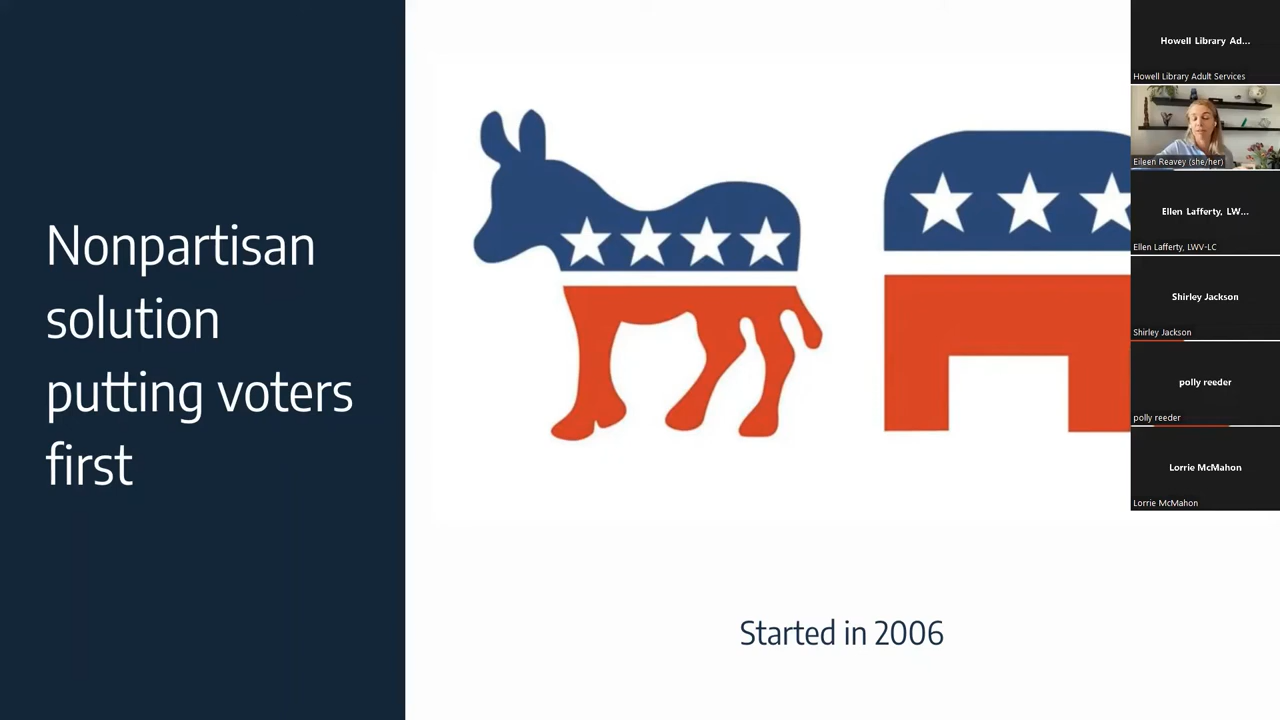 Nonpartisan
solution
putting voters
first
Started in 2006
Howell Library Ad...
Howell Library Adult Services
Eileen Reavey (she/her)
Ellen Lafferty, LW...
Ellen Lafferty, LWV-LC
Shirley Jackson
Shirley Jackson
polly reeder
polly reeder
Lorrie McMahon
Lorrie McMahon